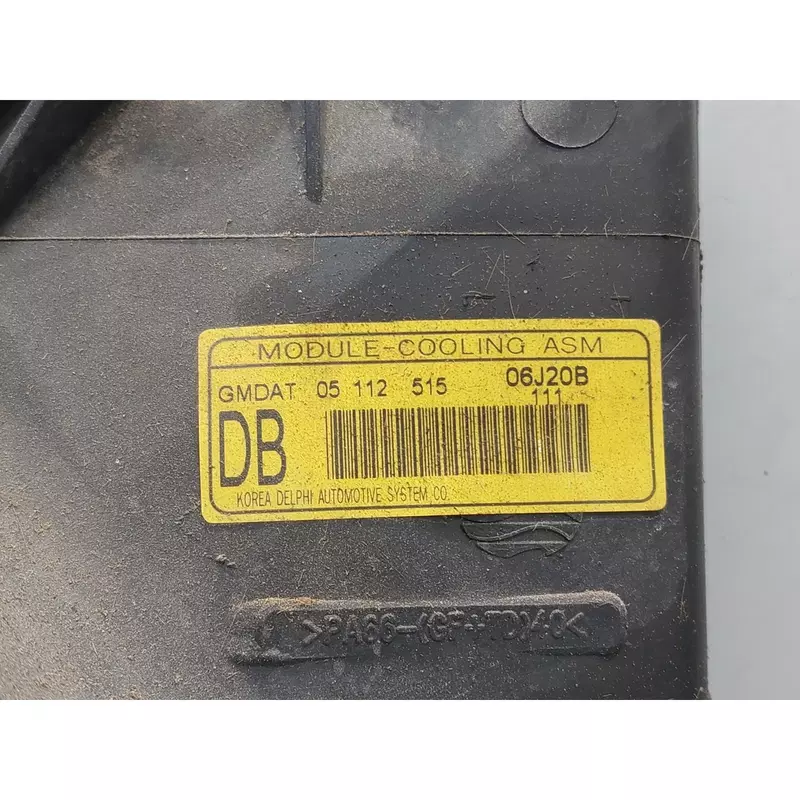 MODULE-COOLING ASM
GMDAT 05 112 515 06J20B
DB 111
KOREA DELPHI AUTOMOTIVE SYSTEM CO.
>PA66-(GF+TD)40<